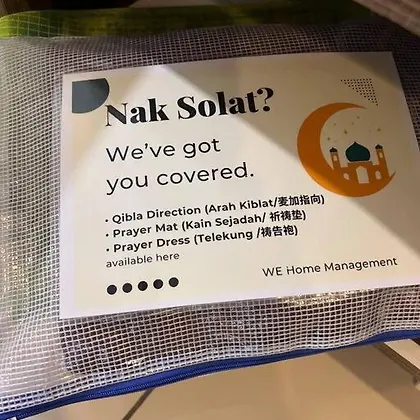 Nak Solat?
We've got
you covered.
• Qibla Direction (Arah Kiblat/麦加指向)
• Prayer Mat (Kain Sejadah/ 祈祷垫)
• Prayer Dress (Telekung /祷告袍)
available here
WE Home Management